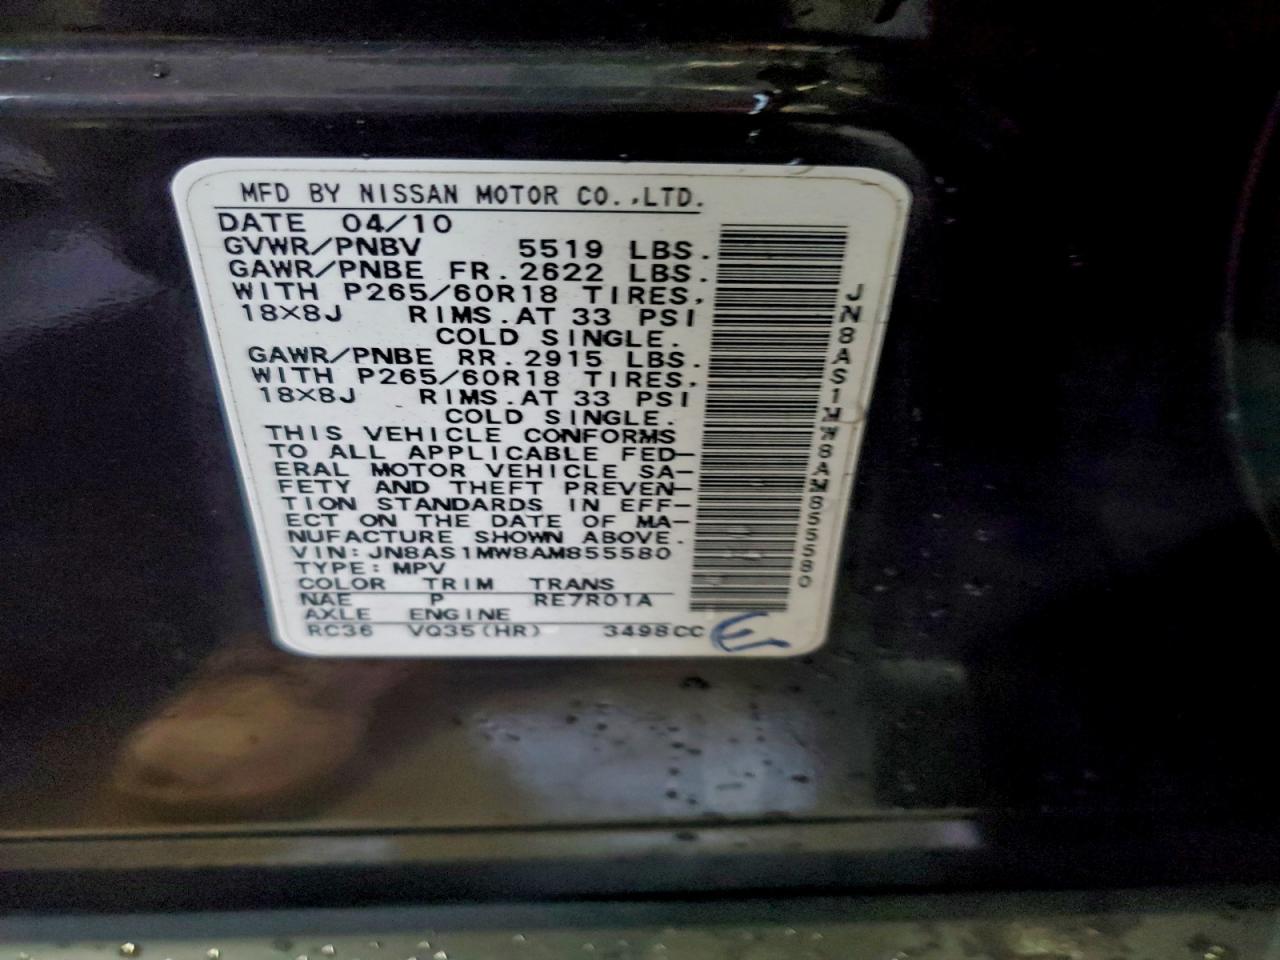 MFD BY NISSAN MOTOR CO.,LTD.
DATE 04/10
GVWR/PNBV 5519 LBS.
GAWR/PNBE FR.2622 LBS.
WITH P265/60R18 TIRES,
18×8J RIMS.AT 33 PSI
COLD SINGLE.
GAWR/PNBE RR.2915 LBS.
WITH P265/60R18 TIRES,
18×8J RIMS.AT 33 PSI
COLD SINGLE.
THIS VEHICLE CONFORMS
TO ALL APPLICABLE FED-
ERAL MOTOR VEHICLE SA-
FETY AND THEFT PREVEN-
TION STANDARDS IN EFF-
ECT ON THE DATE OF MA-
NUFACTURE SHOWN ABOVE.
VIN:JN8AS1MW8AM855580
TYPE:MPV
COLOR TRIM TRANS
NAE P RE7R01A
AXLE ENGINE
RC36 VQ35(HR) 3498CC
JN8AS1MW8AM855580